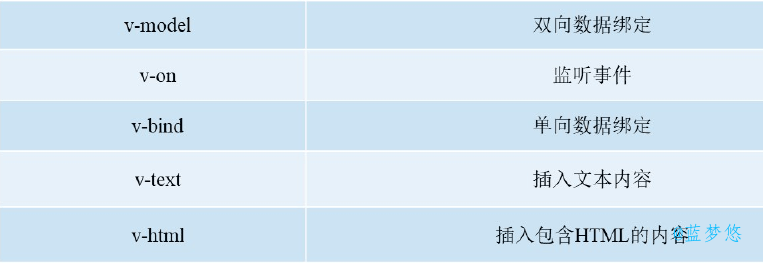 v-model 双向数据绑定
v-on 监听事件
v-bind 单向数据绑定
v-text 插入文本内容
v-html 插入包含HTML的内容
蓝梦悠